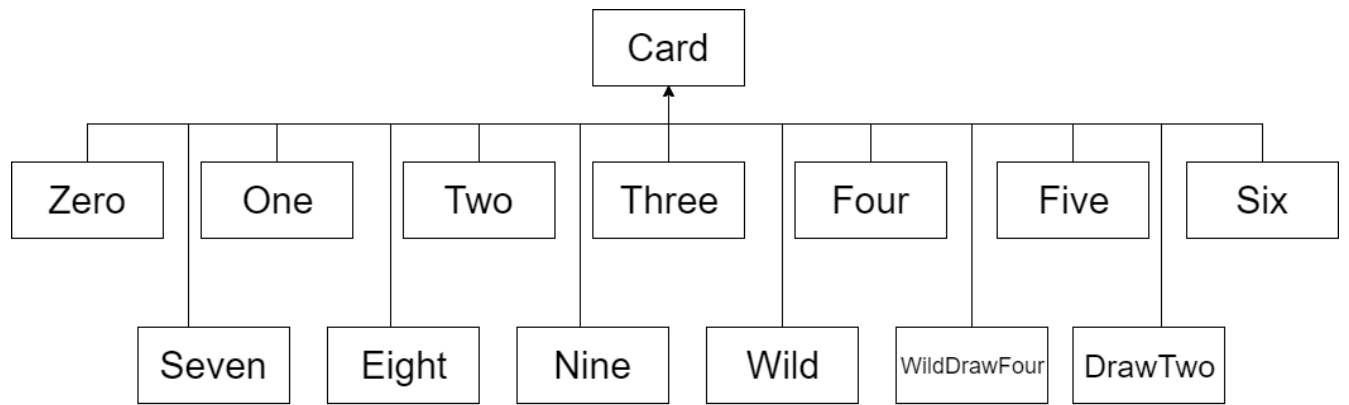 Card
Zero
One
Two
Three
Four
Five
Six
Seven
Eight
Nine
Wild
WildDrawFour
DrawTwo